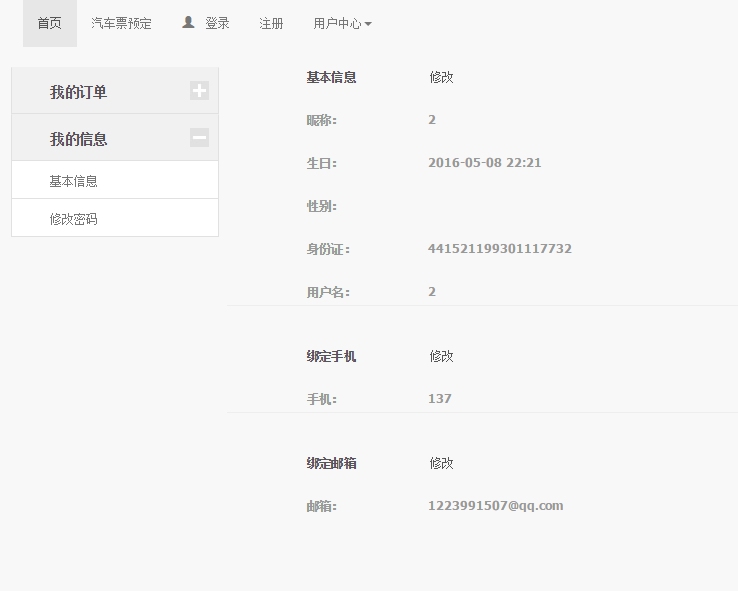 首页 汽车票预定 登录 注册 用户中心
我的订单
我的信息
基本信息
修改密码
基本信息 修改
昵称: 2
生日: 2016-05-08 22:21
性别:
身份证: 441521199301117732
用户名: 2
绑定手机 修改
手机: 137
绑定邮箱 修改
邮箱: 1223991507@qq.com